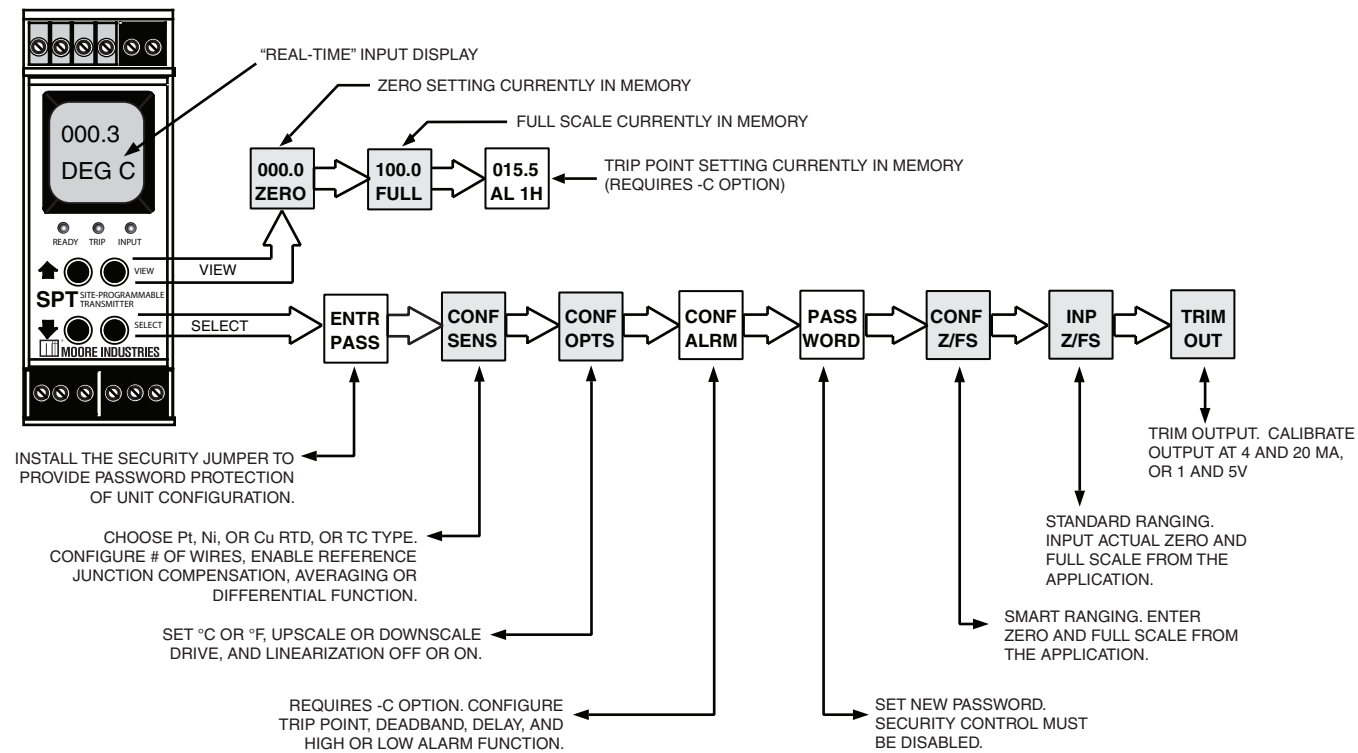 "REAL-TIME" INPUT DISPLAY
ZERO SETTING CURRENTLY IN MEMORY
FULL SCALE CURRENTLY IN MEMORY
TRIP POINT SETTING CURRENTLY IN MEMORY
(REQUIRES -C OPTION)
000.3
DEG C
READY TRIP INPUT
VIEW
SPT SITE-PROGRAMMABLE
TRANSMITTER
SELECT
MOORE INDUSTRIES
000.0
ZERO
100.0
FULL
015.5
AL 1H
VIEW
SELECT
ENTR
PASS
CONF
SENS
CONF
OPTS
CONF
ALRM
PASS
WORD
CONF
Z/FS
INP
Z/FS
TRIM
OUT
INSTALL THE SECURITY JUMPER TO
PROVIDE PASSWORD PROTECTION
OF UNIT CONFIGURATION.
CHOOSE Pt, Ni, OR Cu RTD, OR TC TYPE.
CONFIGURE # OF WIRES, ENABLE REFERENCE
JUNCTION COMPENSATION, AVERAGING OR
DIFFERENTIAL FUNCTION.
SET °C OR °F, UPSCALE OR DOWNSCALE
DRIVE, AND LINEARIZATION OFF OR ON.
REQUIRES -C OPTION. CONFIGURE
TRIP POINT, DEADBAND, DELAY, AND
HIGH OR LOW ALARM FUNCTION.
SET NEW PASSWORD.
SECURITY CONTROL MUST
BE DISABLED.
SMART RANGING. ENTER
ZERO AND FULL SCALE FROM
THE APPLICATION.
STANDARD RANGING.
INPUT ACTUAL ZERO AND
FULL SCALE FROM THE
APPLICATION.
TRIM OUTPUT. CALIBRATE
OUTPUT AT 4 AND 20 MA,
OR 1 AND 5V